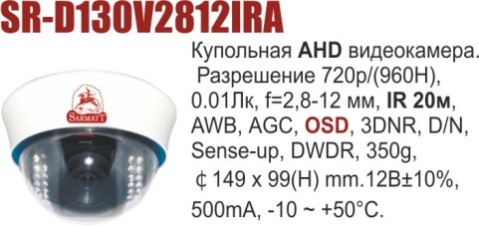 SR-D130V2812IRA
Купольная AHD видеокамера.
Разрешение 720p/(960H),
0.01Лк, f=2,8-12 мм, IR 20м,
AWB, AGC, OSD, 3DNR, D/N,
Sense-up, DWDR, 350g,
¢ 149 x 99(H) mm.12В±10%,
500mA, -10 ~ +50°C.
SARMATT